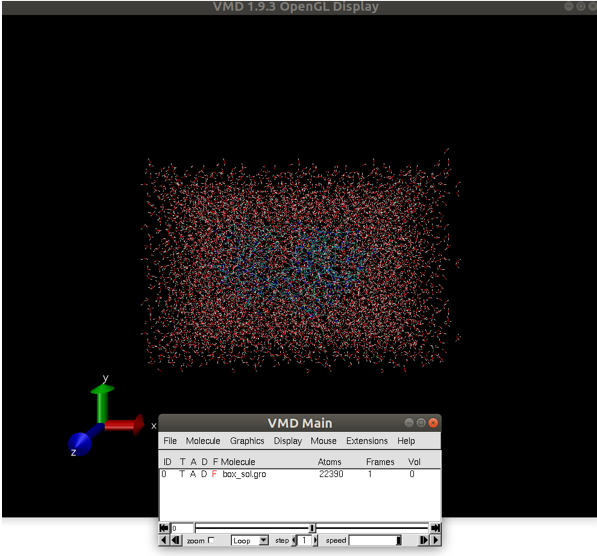 VMD 1.9.3 OpenGL Display
y
x
z
VMD Main
File Molecule Graphics Display Mouse Extensions Help
ID T A D F Molecule Atoms Frames Vol
0 T A D F box_sol.gro 22390 1 0
0
zoom Loop step 1 speed